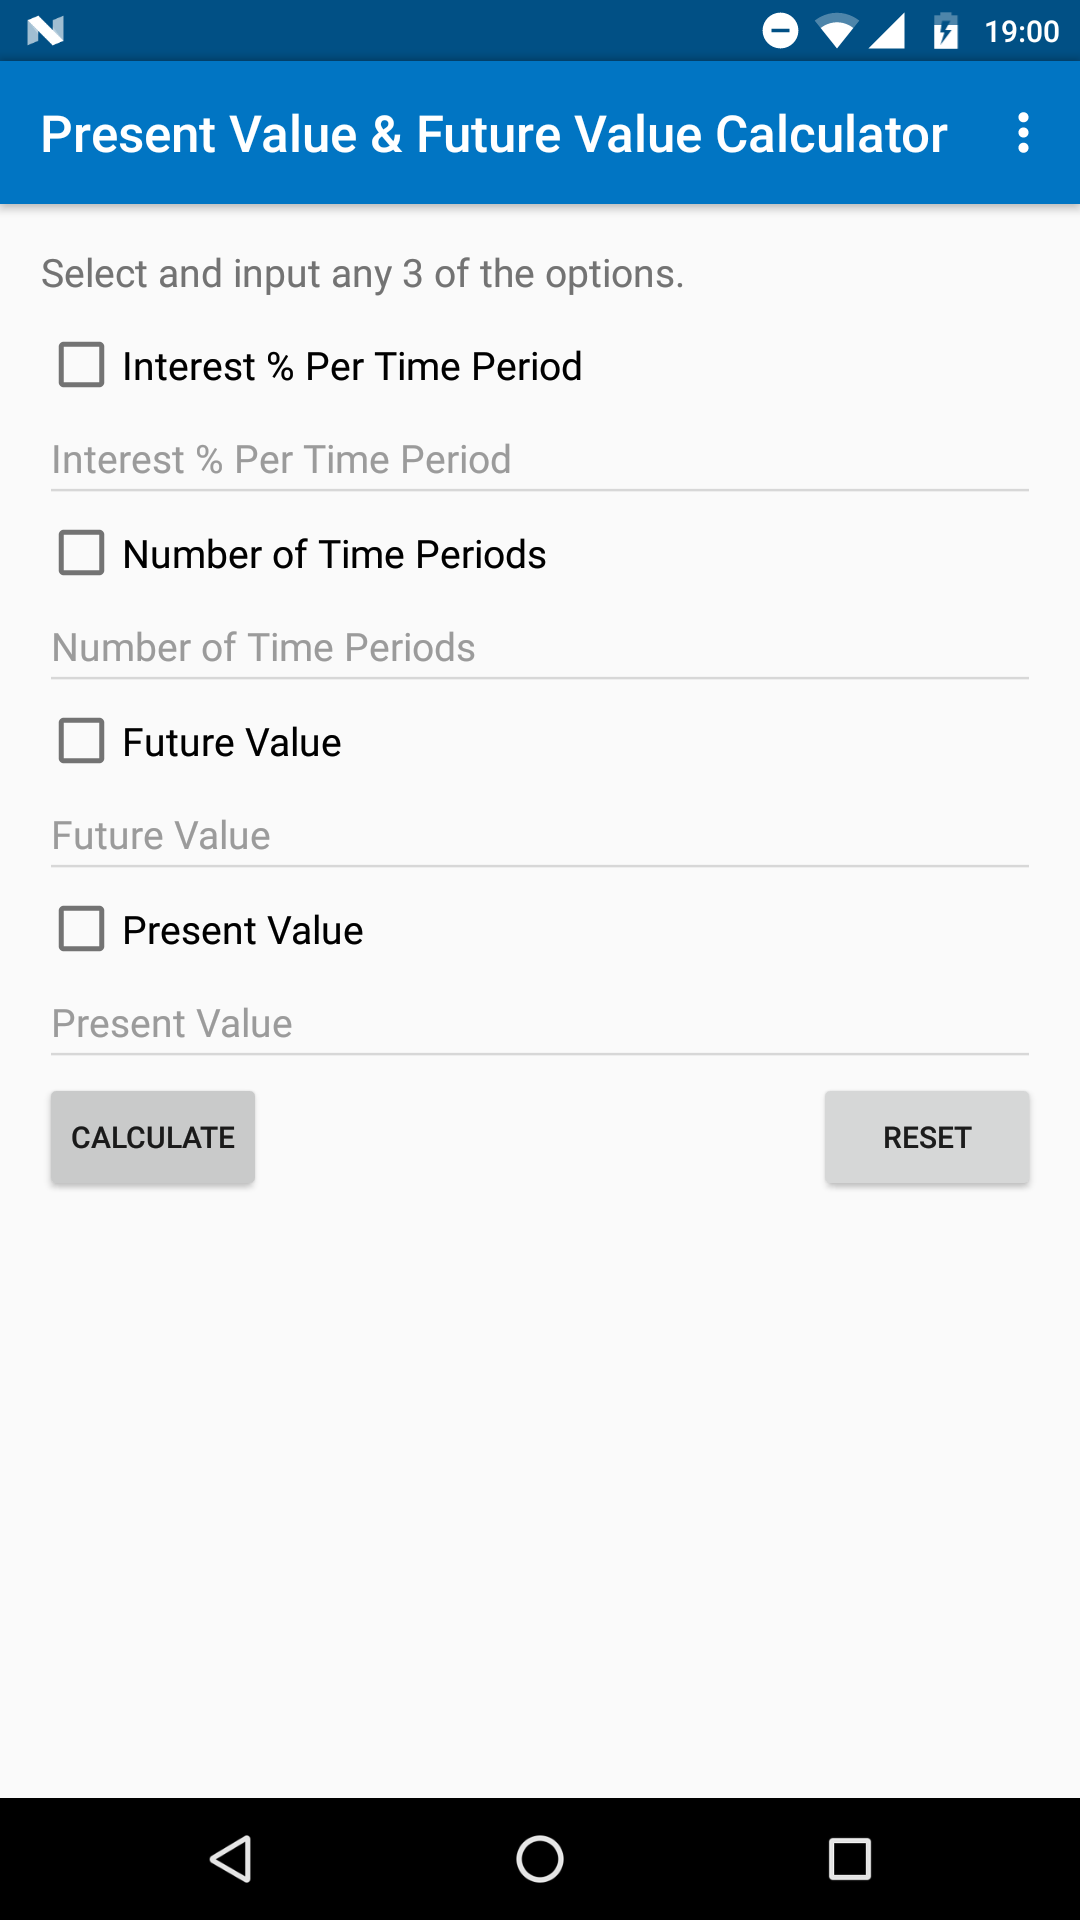 19:00
Present Value & Future Value Calculator
Select and input any 3 of the options.
Interest % Per Time Period
Interest % Per Time Period
Number of Time Periods
Number of Time Periods
Future Value
Future Value
Present Value
Present Value
CALCULATE RESET